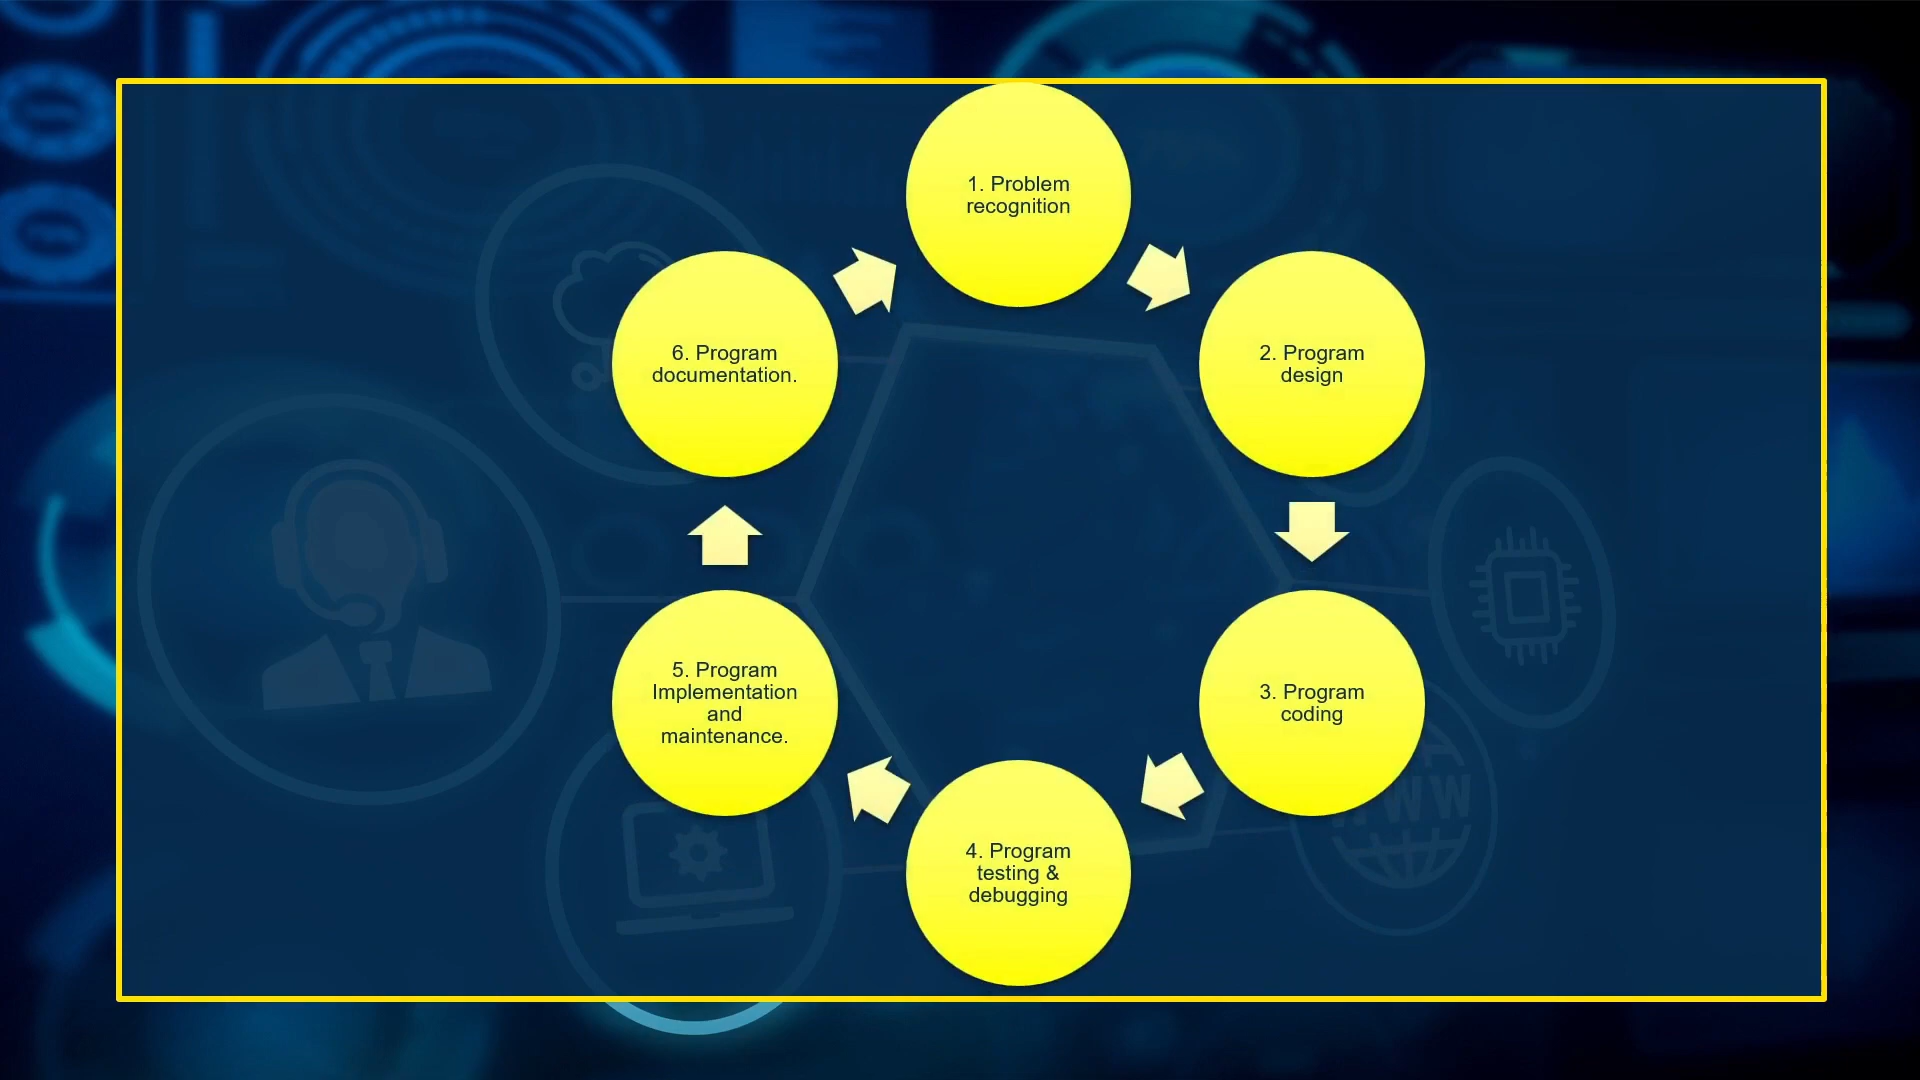 1. Problem
recognition
2. Program
design
3. Program
coding
4. Program
testing &
debugging
5. Program
Implementation
and
maintenance.
6. Program
documentation.
WWW